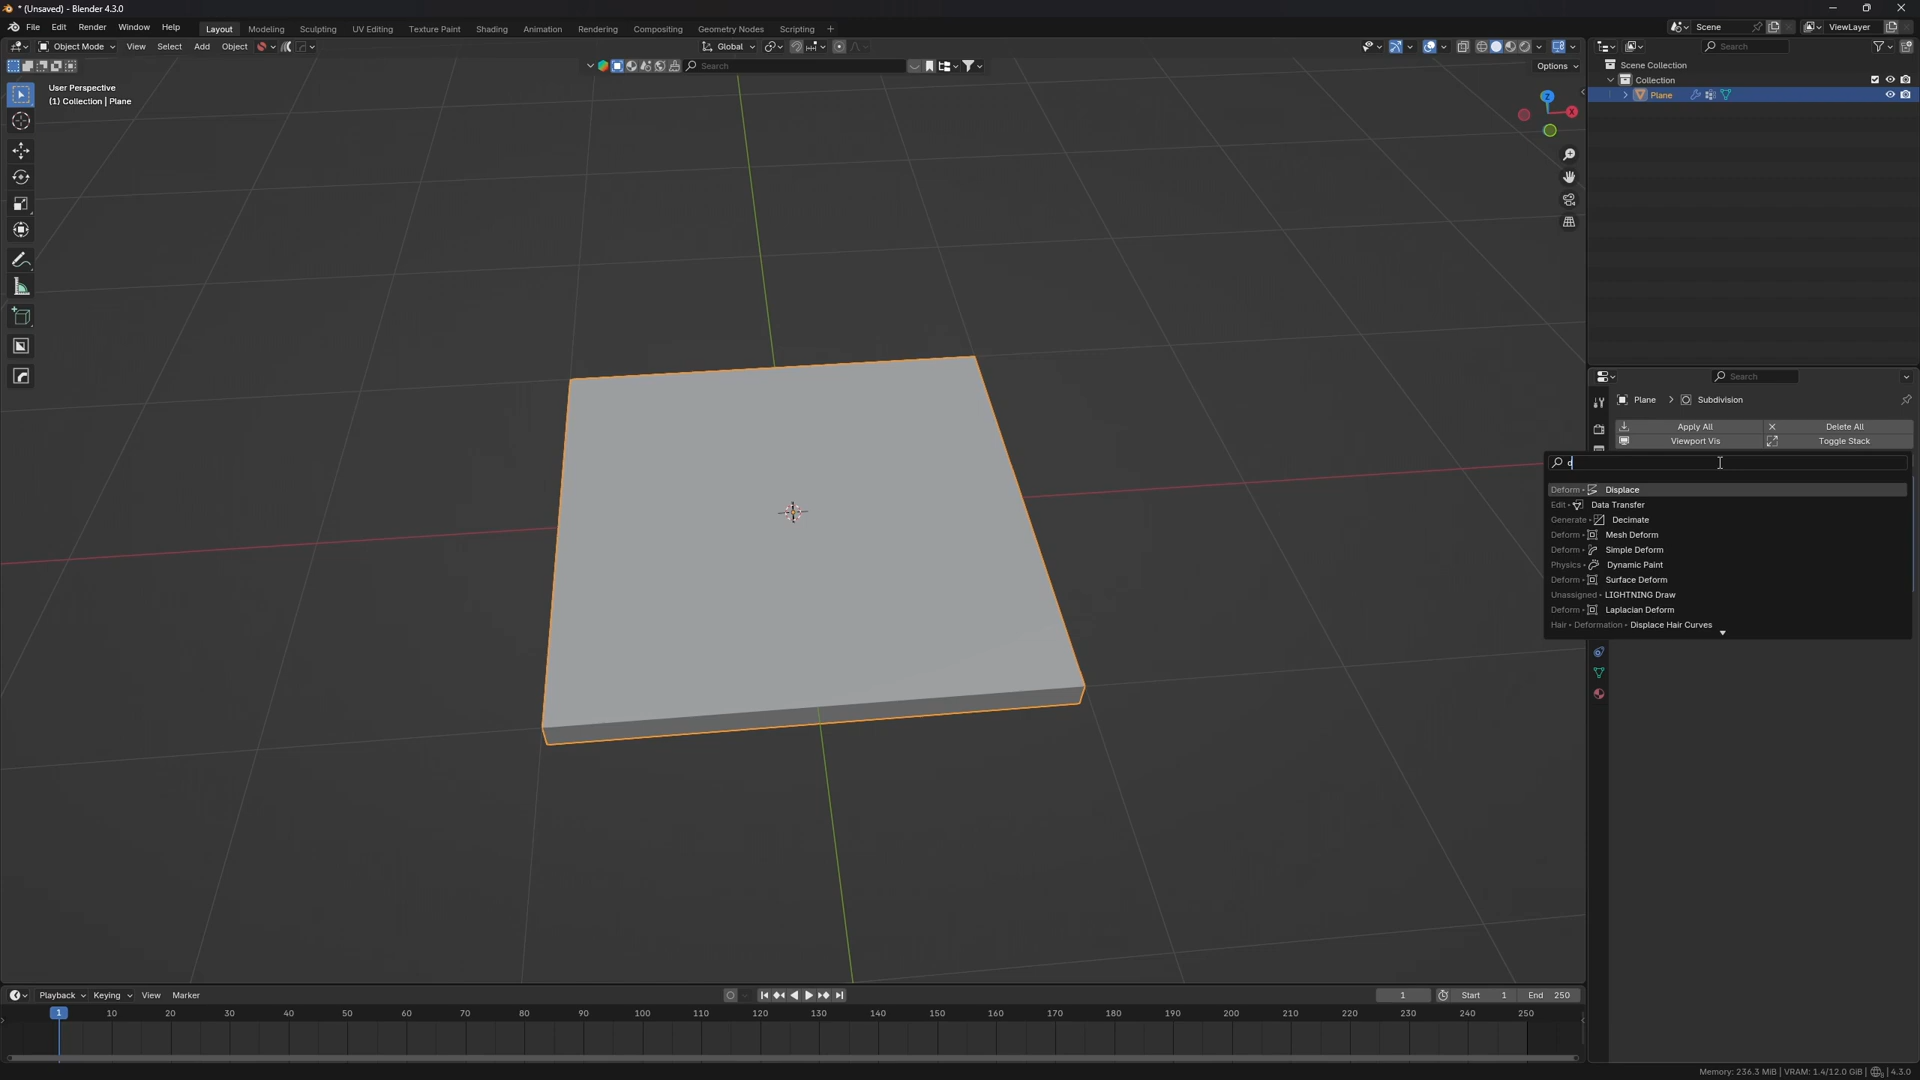 * (Unsaved) - Blender 4.3.0
File Edit Render Window Help
Layout Modeling Sculpting UV Editing Texture Paint Shading Animation Rendering Compositing Geometry Nodes Scripting +
Scene
ViewLayer
Object Mode View Select Add Object
Global
Search
Search
Options
User Perspective
(1) Collection | Plane
Z
X
Scene Collection
Collection
Plane
Search
Plane > Subdivision
Apply All Delete All
Viewport Vis Toggle Stack
d
Deform • Displace
Edit • Data Transfer
Generate • Decimate
Deform • Mesh Deform
Deform • Simple Deform
Physics • Dynamic Paint
Deform • Surface Deform
Unassigned • LIGHTNING Draw
Deform • Laplacian Deform
Hair • Deformation • Displace Hair Curves
Playback Keying View Marker
1 Start 1 End 250
1 10 20 30 40 50 60 70 80 90 100 110 120 130 140 150 160 170 180 190 200 210 220 230 240 250
Memory: 236.3 MiB | VRAM: 1.4/12.0 GiB | 4.3.0